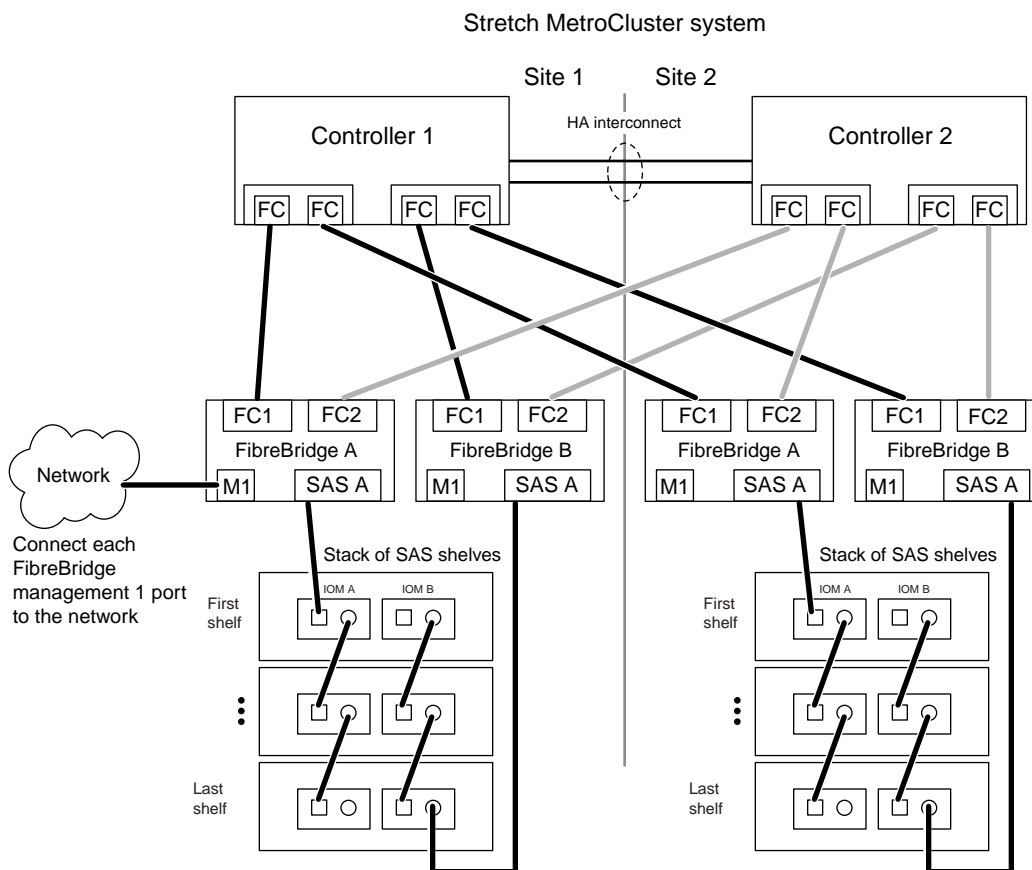 Stretch MetroCluster system
Site 1
Site 2
HA interconnect
Controller 1
Controller 2
FC
FC
FC
FC
FC
FC
FC
FC
FC1
FC2
FibreBridge A
M1
SAS A
FC1
FC2
FibreBridge B
M1
SAS A
FC1
FC2
FibreBridge A
M1
SAS A
FC1
FC2
FibreBridge B
M1
SAS A
Network
Connect each
FibreBridge
management 1 port
to the network
Stack of SAS shelves
IOM A
IOM B
First
shelf
Last
shelf
Stack of SAS shelves
IOM A
IOM B
First
shelf
Last
shelf